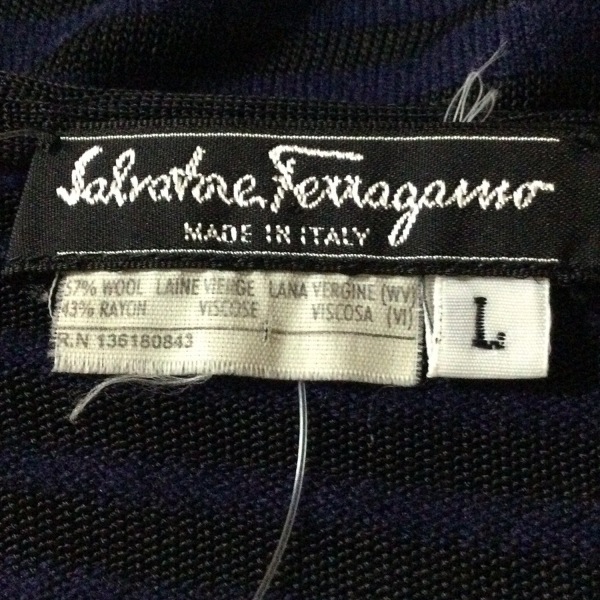 Salvatore Ferragamo
MADE IN ITALY
57% WOOL LAINE VIERGE LANA VERGINE (WV)
43% RAYON VISCOSE VISCOSA (VI)
R.N 136180843
L